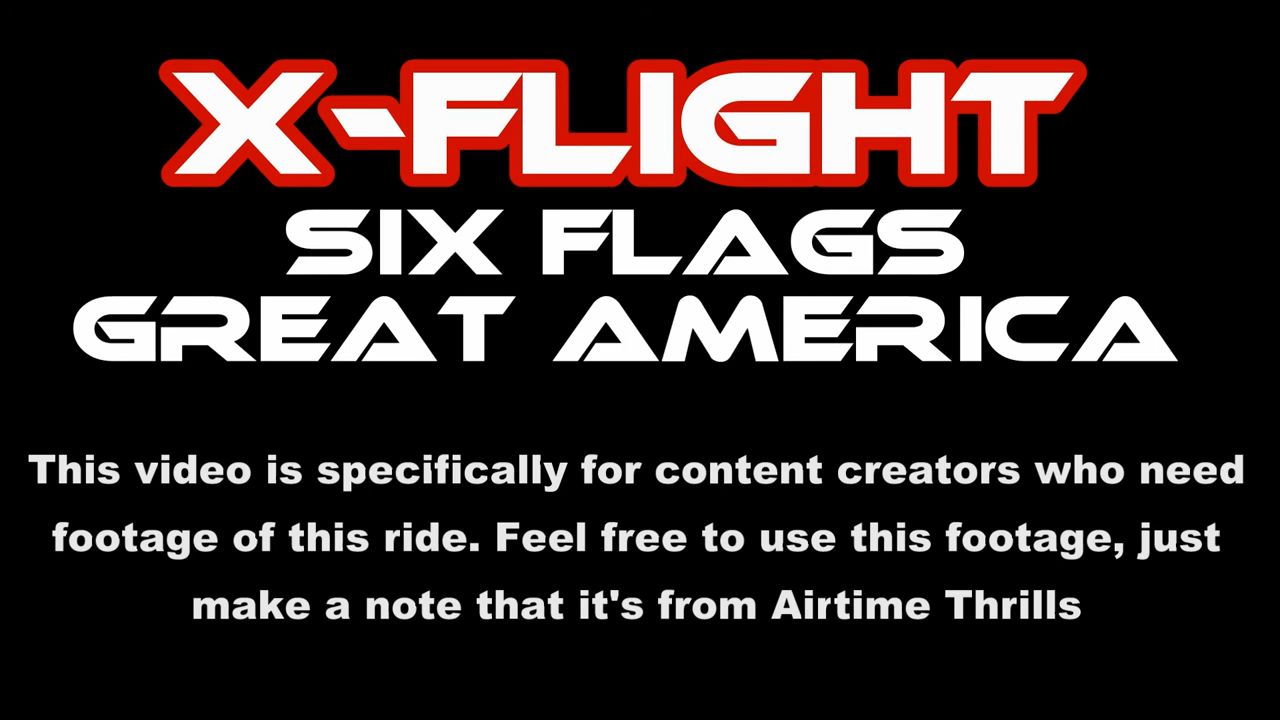 X-FLIGHT
SIX FLAGS
GREAT AMERICA
This video is specifically for content creators who need
footage of this ride. Feel free to use this footage, just
make a note that it's from Airtime Thrills